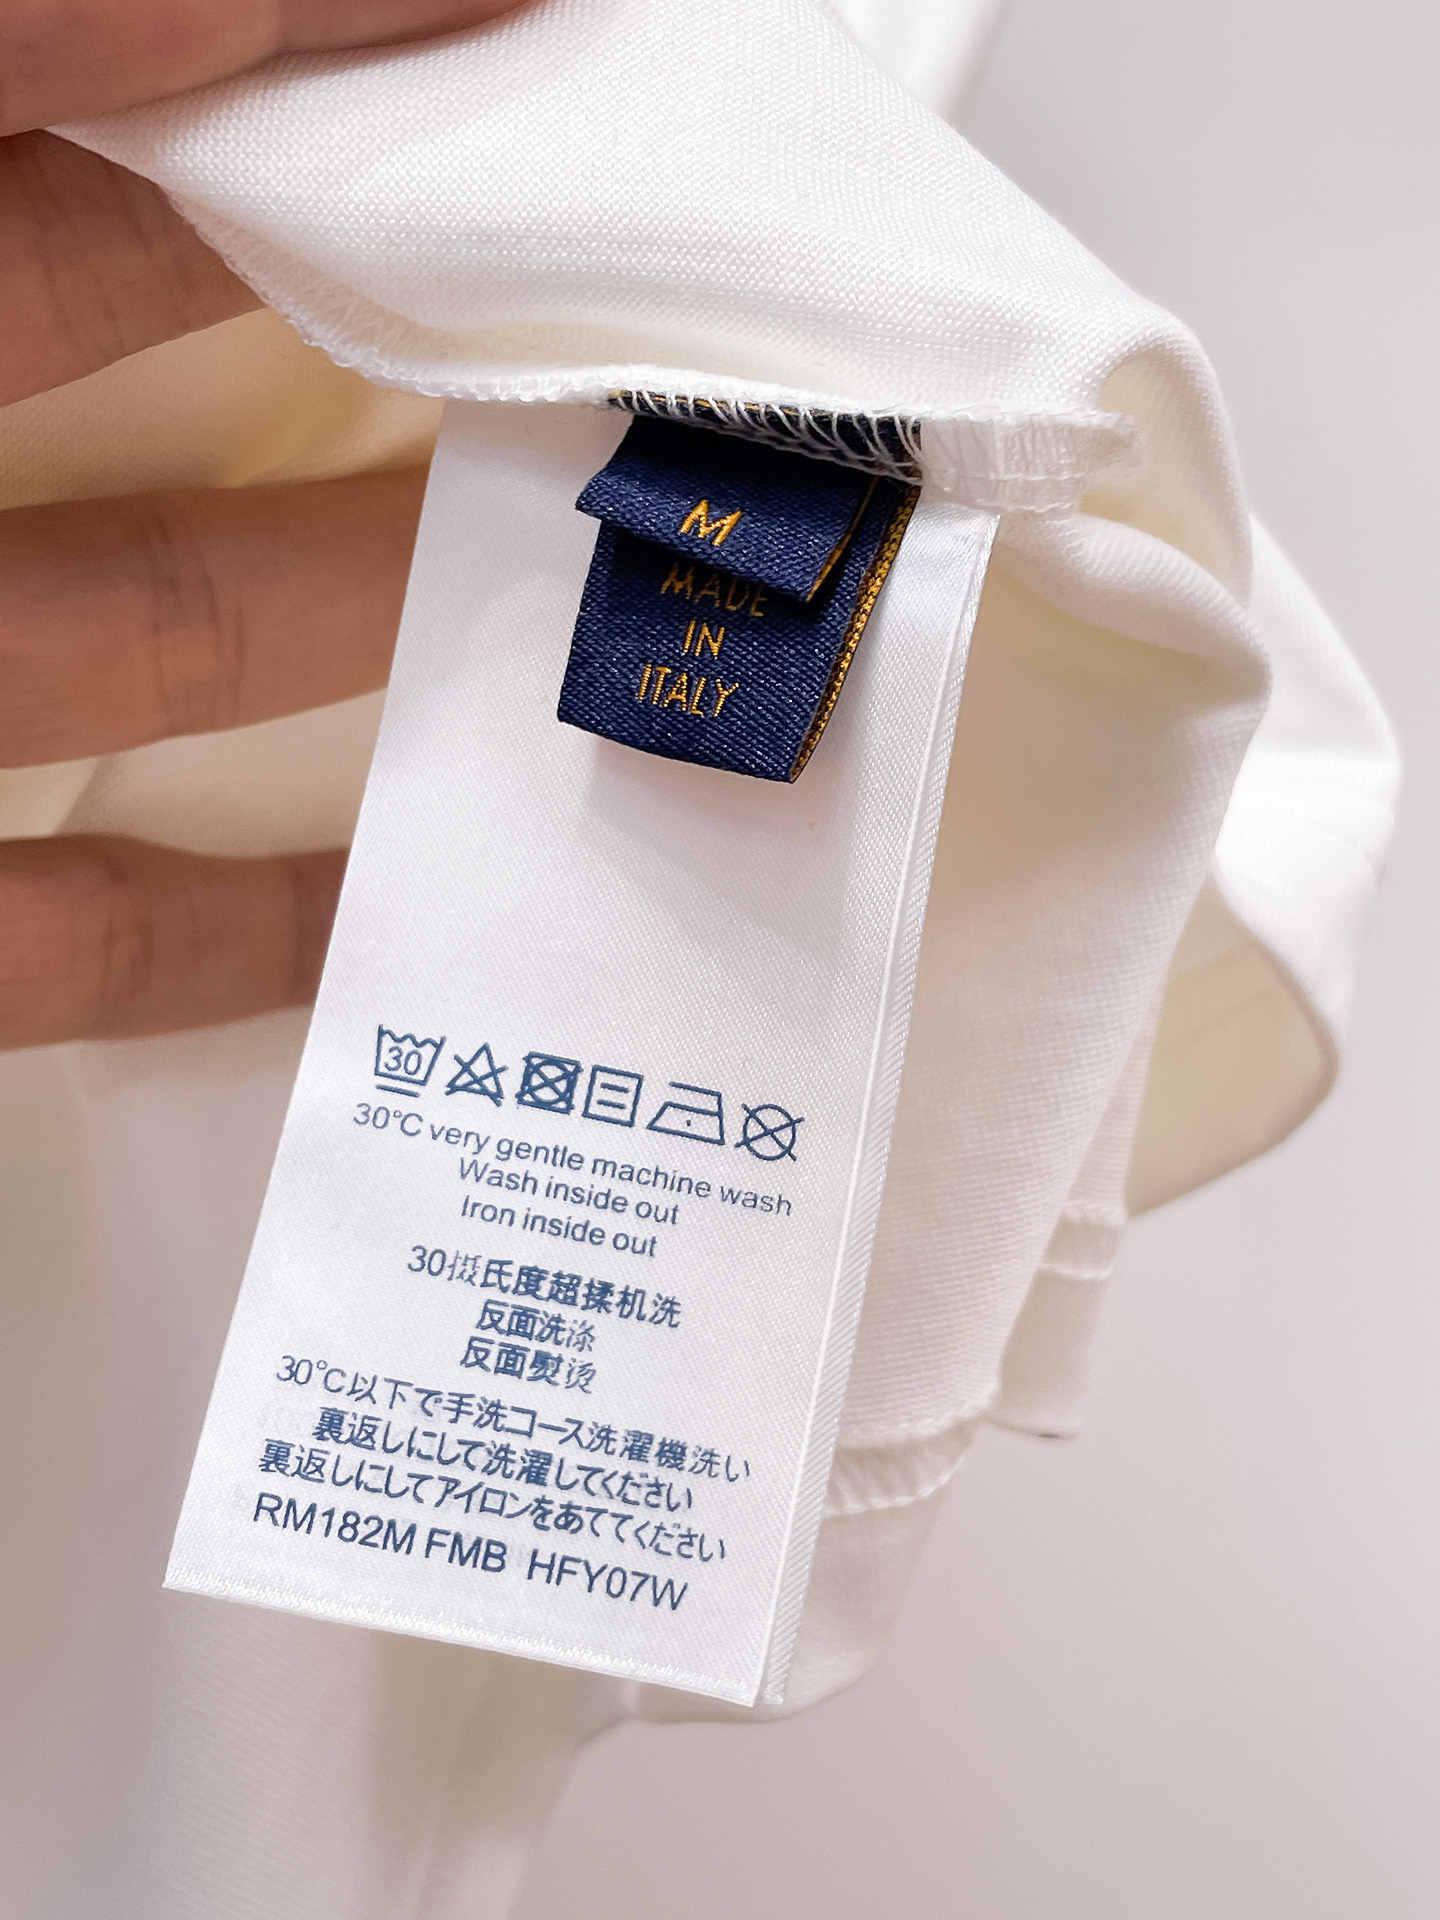 M
MADE
IN
ITALY
30
30°C very gentle machine wash
Wash inside out
Iron inside out
30摄氏度超揉机洗
反面洗涤
反面熨烫
30°C以下で手洗コース洗濯機洗い
裏返しにして洗濯してください
裏返しにしてアイロンをあててください
RM182M FMB HFY07W